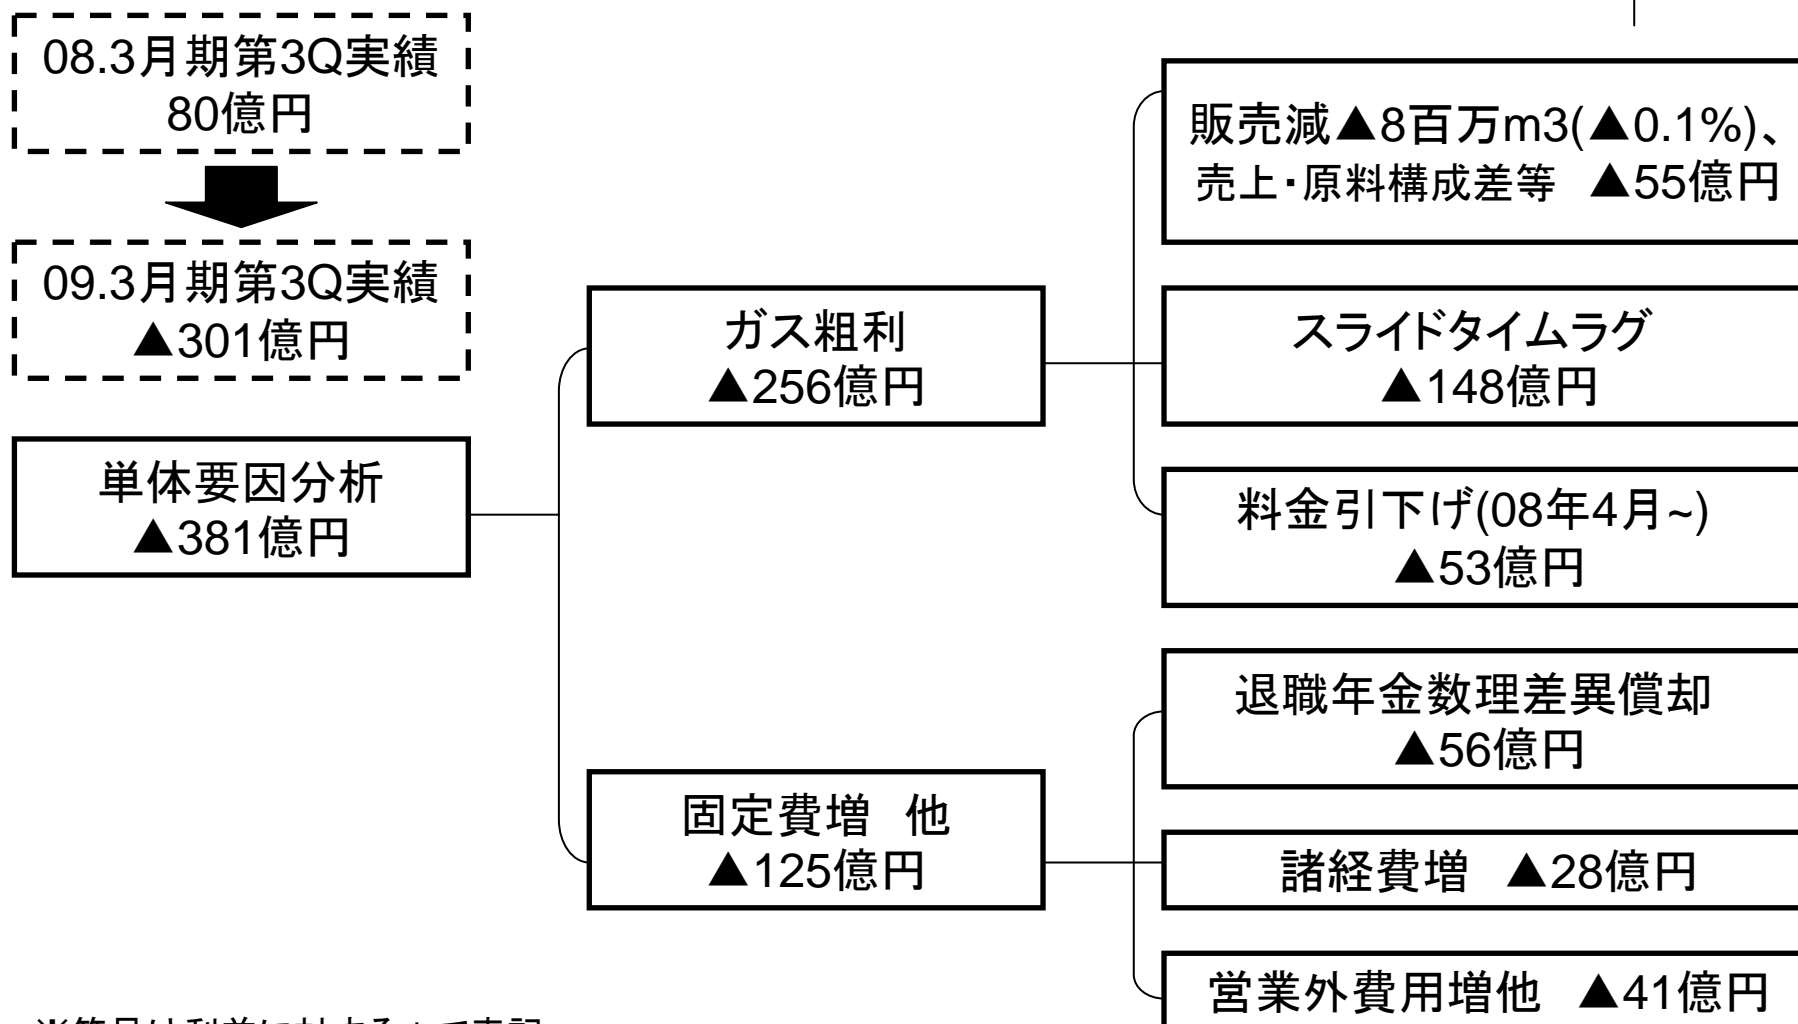 08.3月期第3Q実績
80億円
09.3月期第3Q実績
▲301億円
単体要因分析
▲381億円
ガス粗利
▲256億円
固定費増　他
▲125億円
販売減▲8百万m3(▲0.1%)、
売上・原料構成差等　▲55億円
スライドタイムラグ
▲148億円
料金引下げ(08年4月~)
▲53億円
退職年金数理差異償却
▲56億円
諸経費増　▲28億円
営業外費用増他　▲41億円